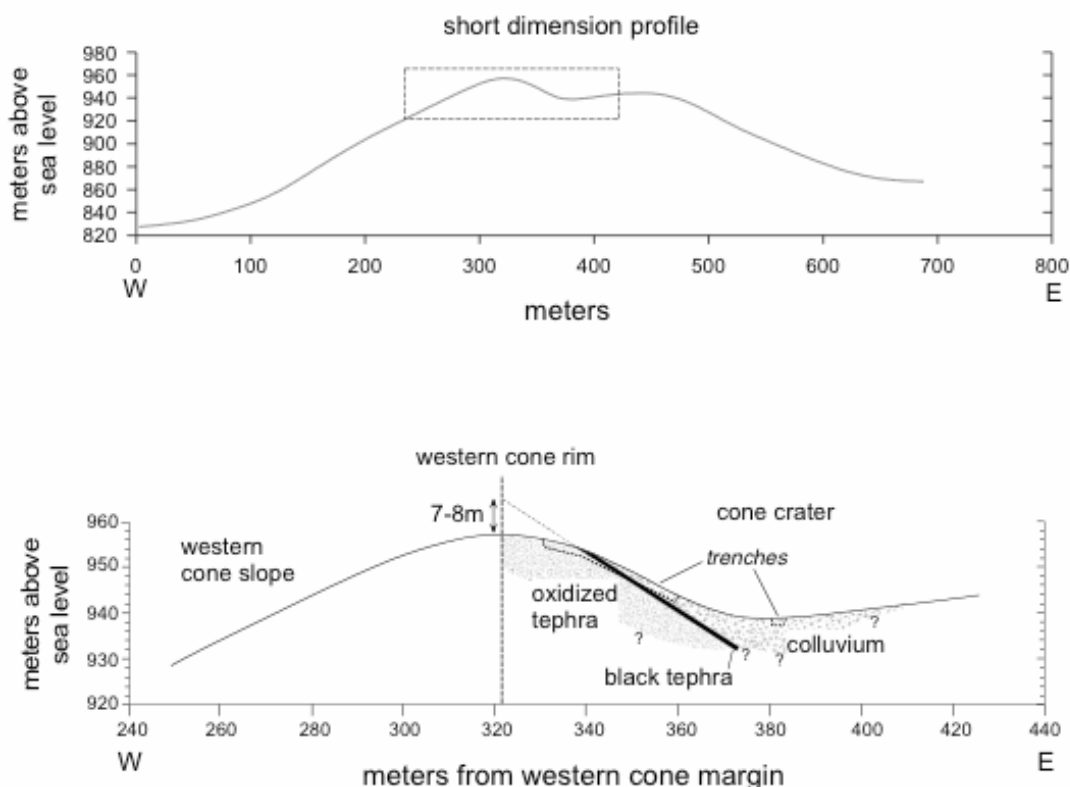 short dimension profile
980
960
940
920
900
880
860
840
820
meters above
sea level
0 100 200 300 400 500 600 700 800
W E
meters
western cone rim
7-8m
cone crater
western
cone slope
trenches
oxidized
tephra
?
?
?
?
colluvium
black tephra
960
950
940
930
920
meters above
sea level
240 260 280 300 320 340 360 380 400 420 440
W E
meters from western cone margin